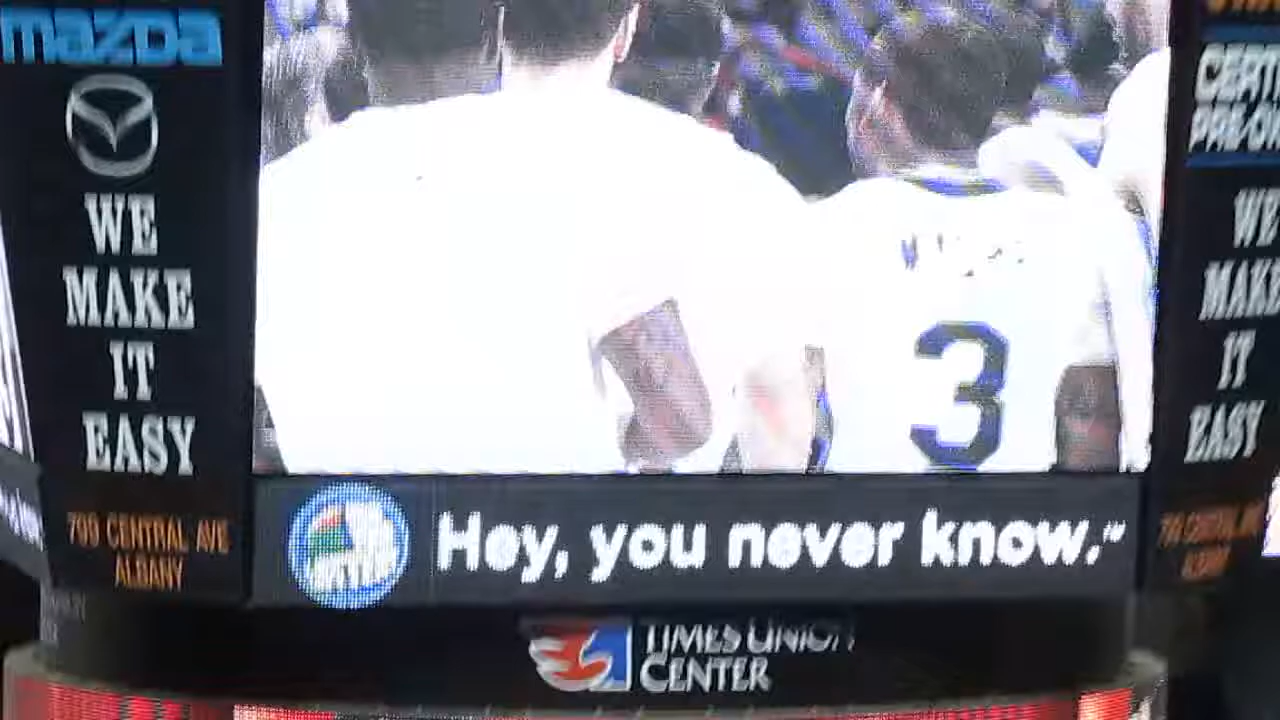 mazDa
WE
MAKE
IT
EASY
709 CENTRAL AVE
ALBANY
3
Hey, you never know.”
TIMES UNION
CENTER
WE
MAKE
IT
EASY